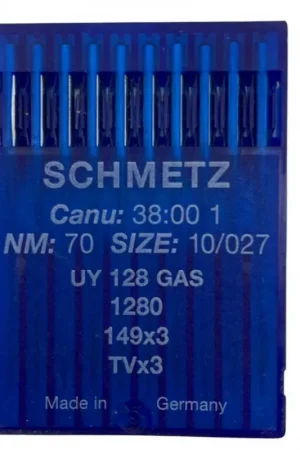 SCHMETZ
Canu: 38:00 1
NM: 70 SIZE: 10/027
UY 128 GAS
1280
149x3
TVx3
Made in Germany